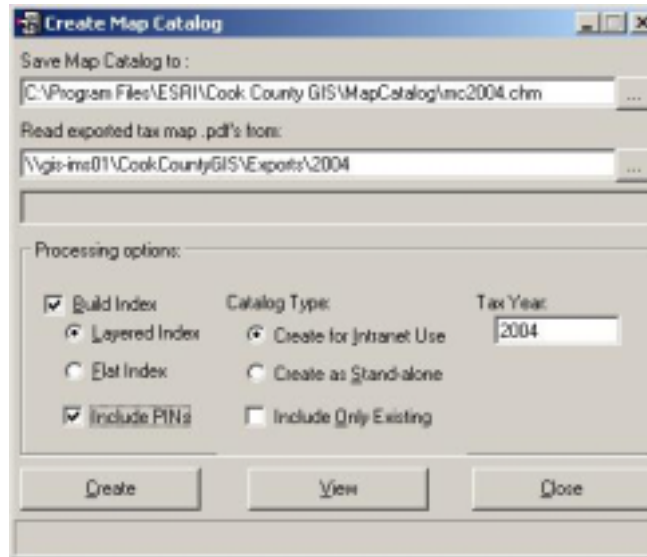 Create Map Catalog
Save Map Catalog to :
C:\Program Files\ESRI\Cook County GIS\MapCatalog\mc2004.chm
...
Read exported tax map .pdf's from:
\\gis-ims01\CookCountyGIS\Exports\2004
...
Processing options:
Build Index
Catalog Type:
Tax Year:
Layered Index
Create for Intranet Use
2004
Flat Index
Create as Stand-alone
Include PINs
Include Only Existing
Create
View
Close